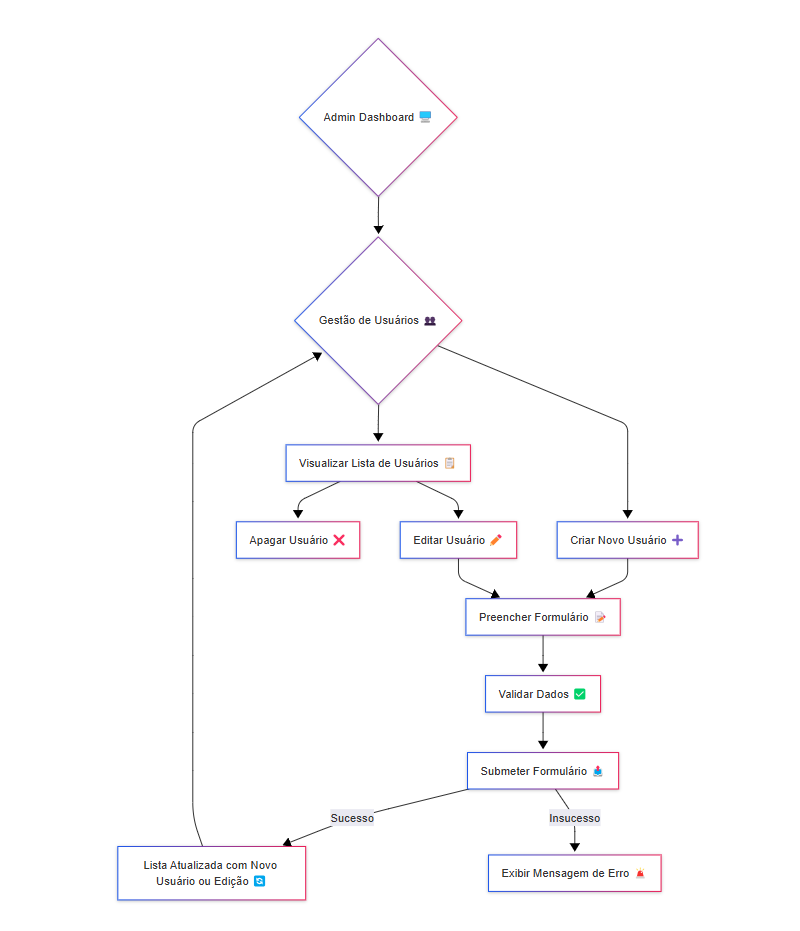 Admin Dashboard 🖥️
Gestão de Usuários 👥
Visualizar Lista de Usuários 📋
Apagar Usuário ❌
Editar Usuário ✏️
Criar Novo Usuário ➕
Preencher Formulário 📝
Validar Dados ✅
Submeter Formulário 📤
Sucesso
Insucesso
Lista Atualizada com Novo
Usuário ou Edição 🔄
Exibir Mensagem de Erro 🚨